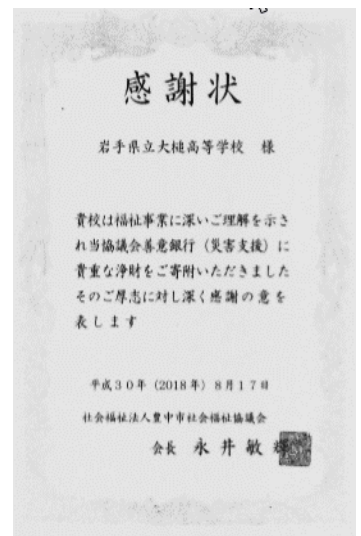 感謝状
岩手県立大槌高等学校　様
貴校は福祉事業に深いご理解を示さ
れ当協議会善意銀行（災害支援）に
貴重な浄財をご寄附いただきました
そのご厚志に対し深く感謝の意を
表します
平成３０年（2018年）８月１７日
社会福祉法人豊中市社会福祉協議会
会長　永井敏輝